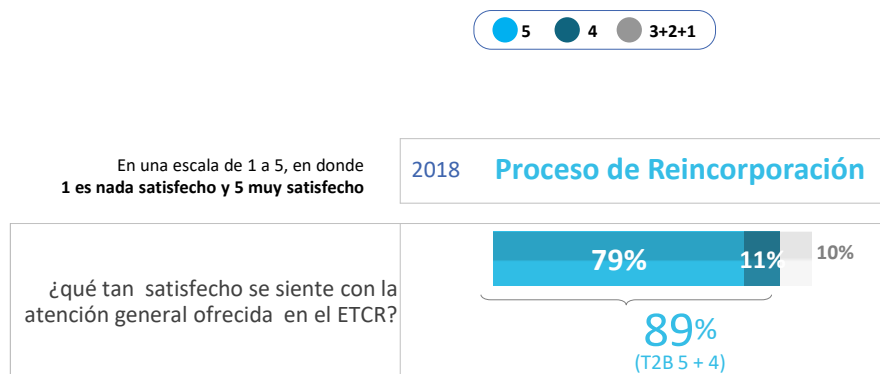 5 4 3+2+1
En una escala de 1 a 5, en donde
1 es nada satisfecho y 5 muy satisfecho
2018 Proceso de Reincorporación
¿qué tan satisfecho se siente con la
atención general ofrecida en el ETCR?
79% 11% 10%
89%
(T2B 5 + 4)